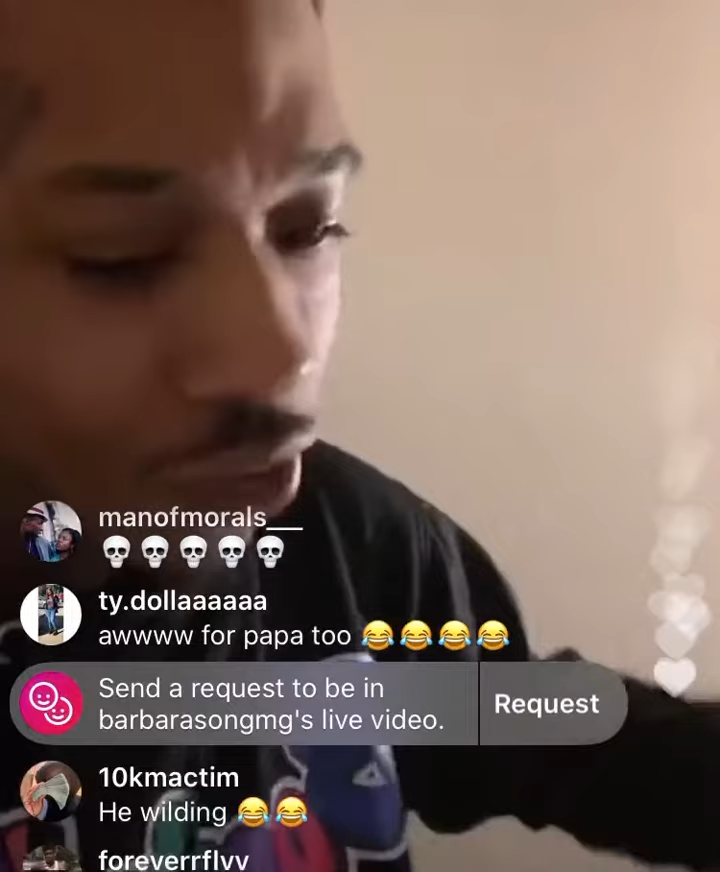 manofmorals___
💀💀💀💀💀
ty.dollaaaaaa
awwww for papa too 😂😂😂😂
Send a request to be in
barbarasongmg's live video.
Request
10kmactim
He wilding 😂😂
foreverrflvv